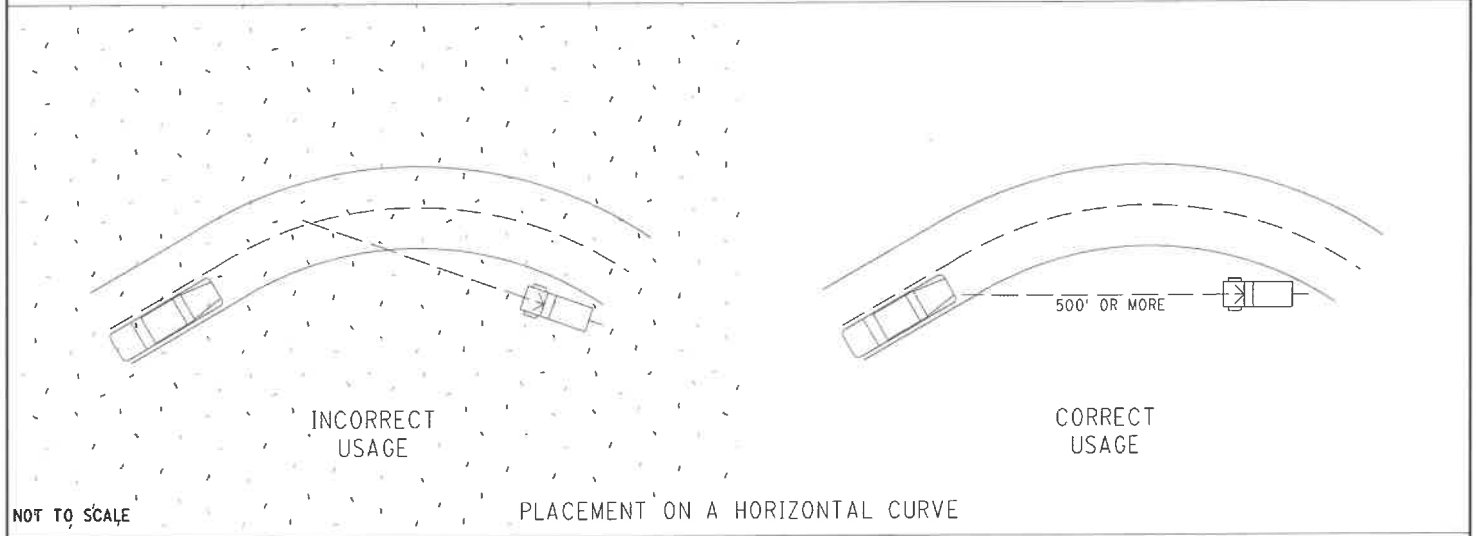 500' OR MORE
INCORRECT
USAGE
CORRECT
USAGE
NOT TO SCALE
PLACEMENT ON A HORIZONTAL CURVE